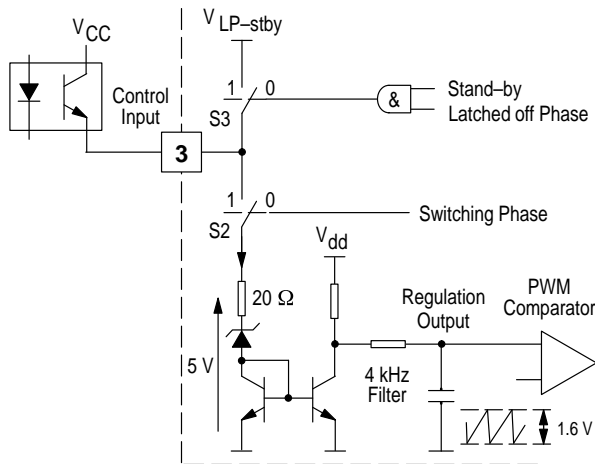 V LP–stby
VCC
Control
Input
1 0
S3
&
Stand–by
Latched off Phase
3
1 0
S2
Switching Phase
Vdd
20 Ω
5 V
Regulation
Output
PWM
Comparator
4 kHz
Filter
1.6 V